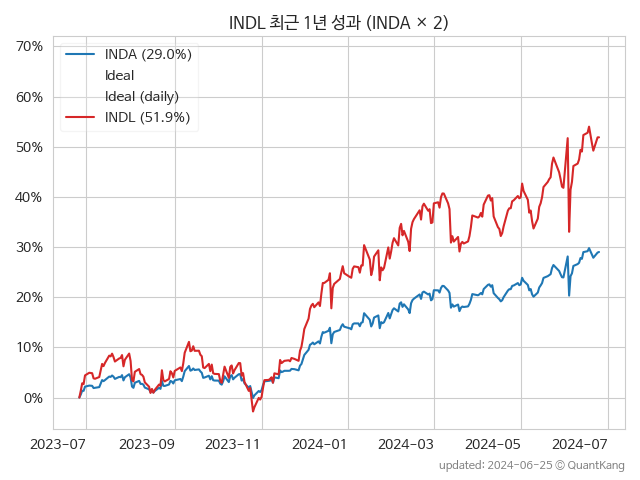 INDL 최근 1년 성과 (INDA × 2)
70%
60%
50%
40%
30%
20%
10%
0%
INDA (29.0%)
Ideal
Ideal (daily)
INDL (51.9%)
2023-07
2023-09
2023-11
2024-01
2024-03
2024-05
2024-07
updated: 2024-06-25 © QuantKang